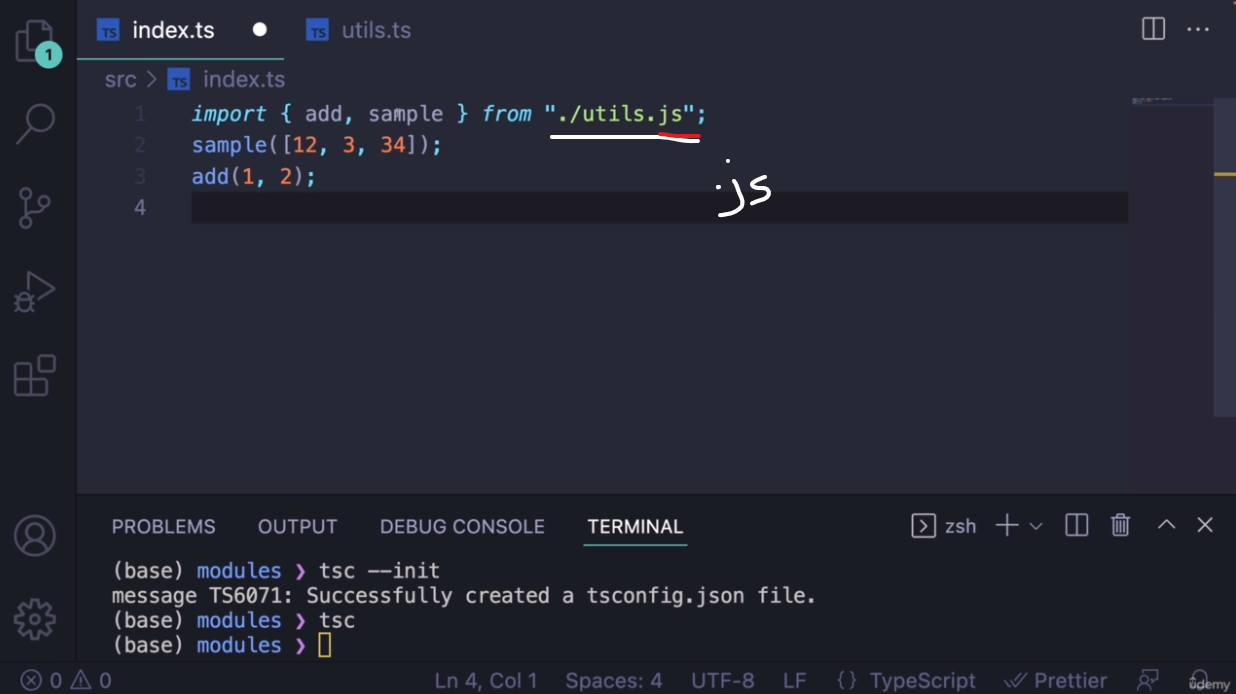 TS index.ts
TS utils.ts
1
src > TS index.ts
1 import { add, sample } from "./utils.js";
2 sample([12, 3, 34]);
3 add(1, 2);
4
.js
PROBLEMS OUTPUT DEBUG CONSOLE TERMINAL zsh
(base) modules ❯ tsc --init
message TS6071: Successfully created a tsconfig.json file.
(base) modules ❯ tsc
(base) modules ❯
0 0 Ln 4, Col 1 Spaces: 4 UTF-8 LF {} TypeScript Prettier
ûdemy